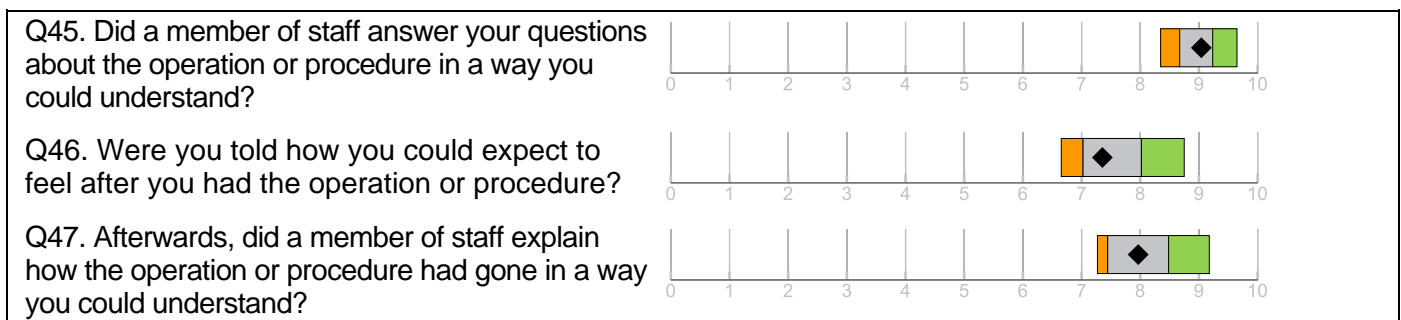 Q45. Did a member of staff answer your questions
about the operation or procedure in a way you
could understand?
0 1 2 3 4 5 6 7 8 9 10
Q46. Were you told how you could expect to
feel after you had the operation or procedure?
0 1 2 3 4 5 6 7 8 9 10
Q47. Afterwards, did a member of staff explain
how the operation or procedure had gone in a way
you could understand?
0 1 2 3 4 5 6 7 8 9 10